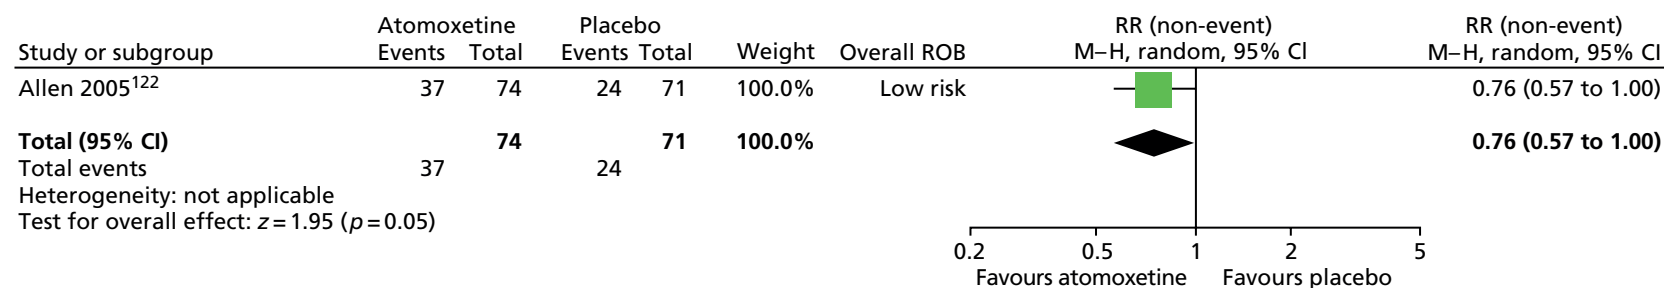 Atomoxetine Placebo RR (non-event) RR (non-event)
Study or subgroup Events Total Events Total Weight Overall ROB M–H, random, 95% CI M–H, random, 95% CI
Allen 2005¹²² 37 74 24 71 100.0% Low risk 0.76 (0.57 to 1.00)
Total (95% CI) 74 71 100.0% 0.76 (0.57 to 1.00)
Total events 37 24
Heterogeneity: not applicable
Test for overall effect: z=1.95 (p=0.05)
0.2 0.5 1 2 5
Favours atomoxetine Favours placebo